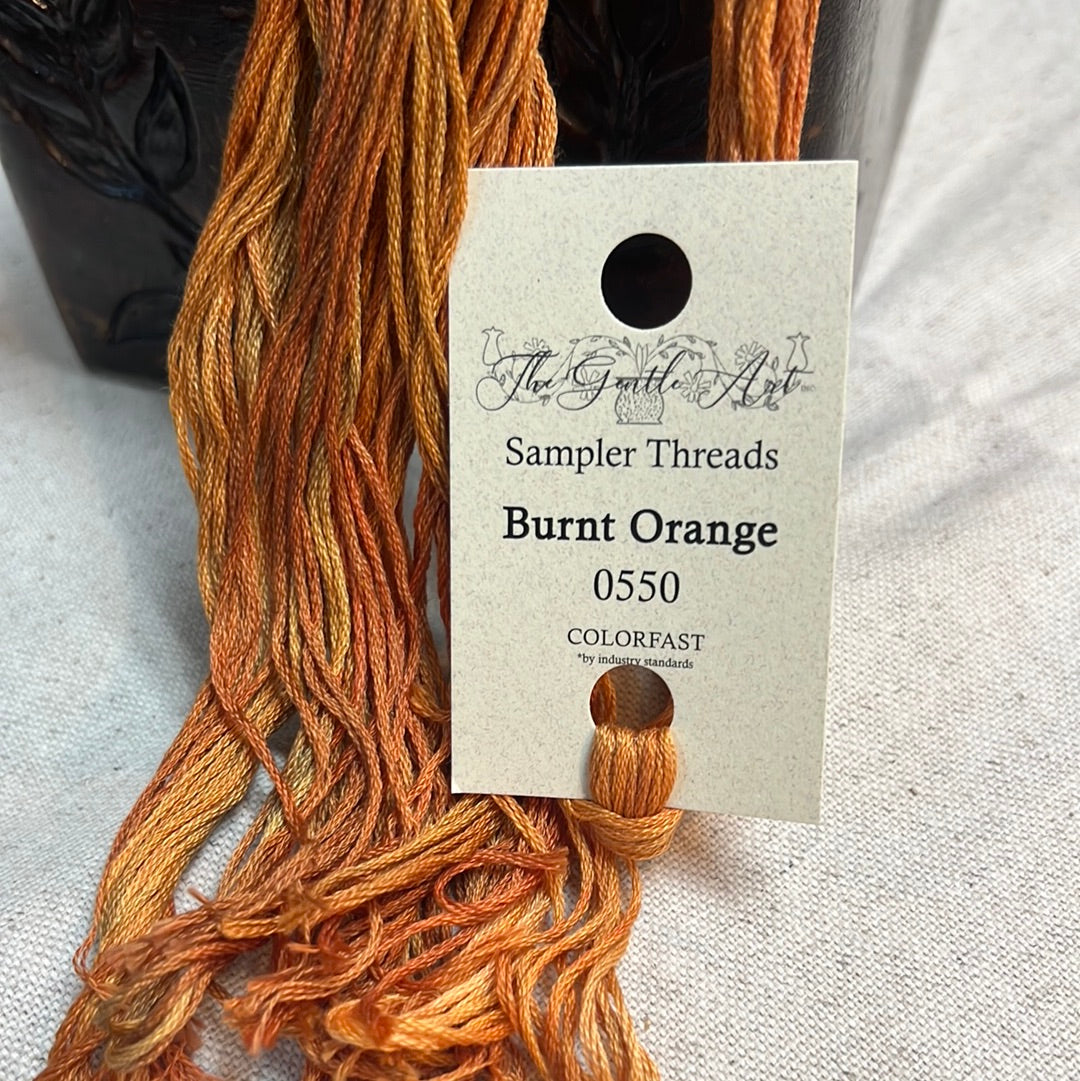 The Gentle Art
Sampler Threads
Burnt Orange
0550
COLORFAST
*by industry standards